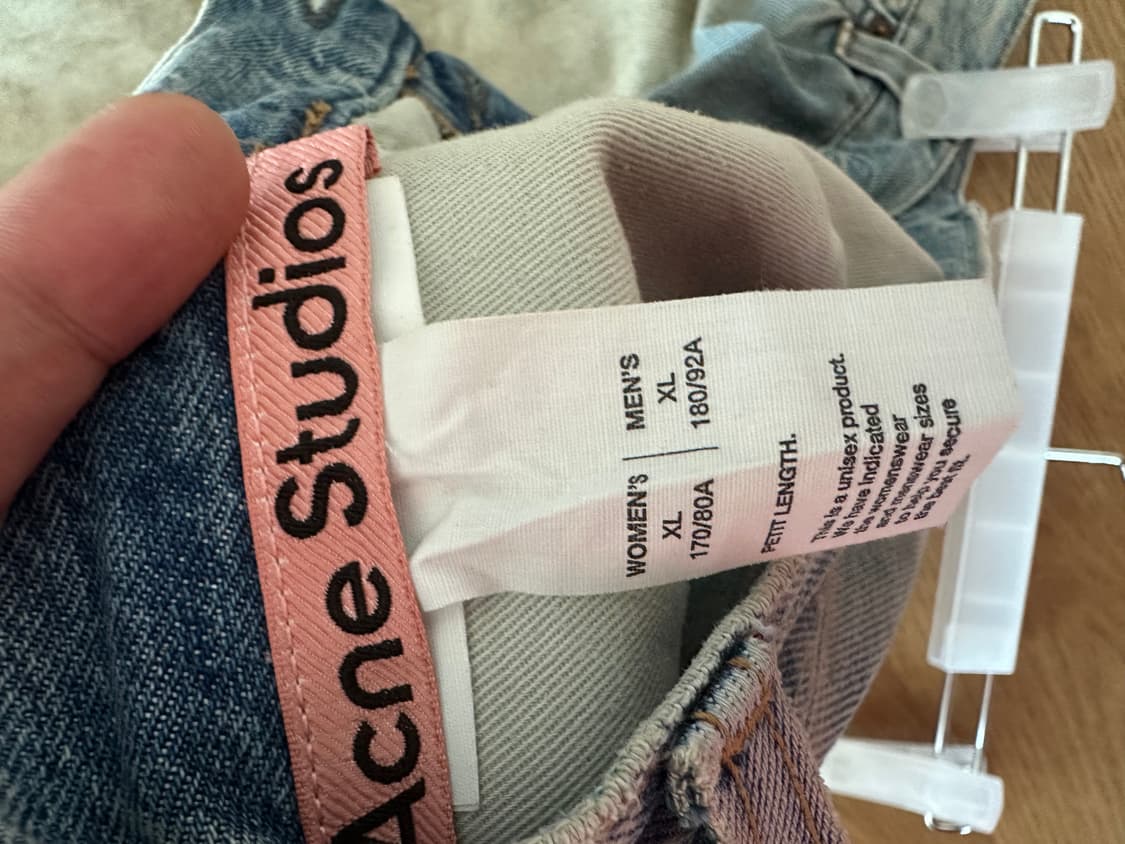 Acne Studios
WOMEN'S | MEN'S
XL XL
170/80A 180/92A
PETIT LENGTH.
This is a unisex product.
We have indicated
the womenswear
and menswear sizes
to help you secure
the best fit.